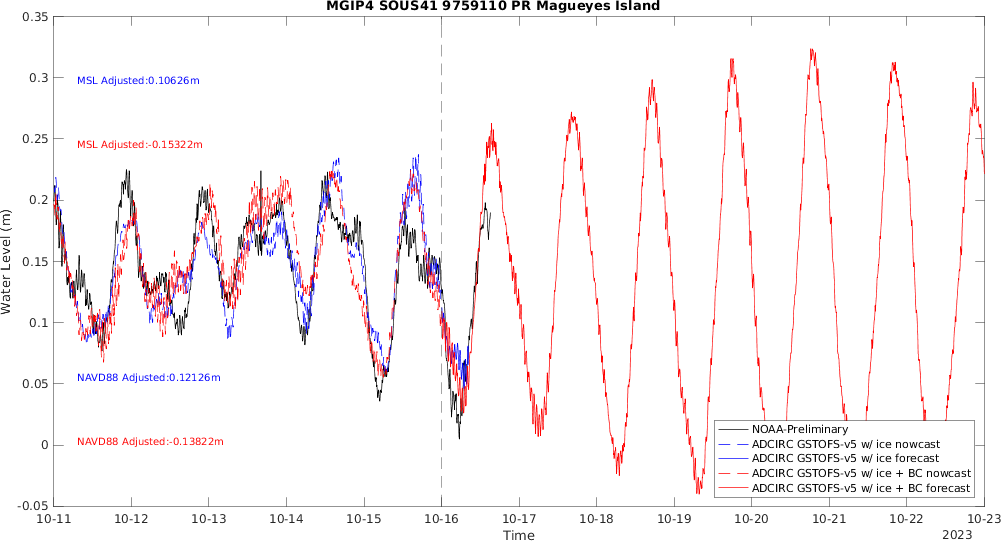 MGIP4 SOUS41 9759110 PR Magueyes Island
0.35
0.3
0.25
0.2
0.15
0.1
0.05
0
-0.05
Water Level (m)
MSL Adjusted:0.10626m
MSL Adjusted:-0.15322m
NAVD88 Adjusted:0.12126m
NAVD88 Adjusted:-0.13822m
NOAA-Preliminary
ADCIRC GSTOFS-v5 w/ ice nowcast
ADCIRC GSTOFS-v5 w/ ice forecast
ADCIRC GSTOFS-v5 w/ ice + BC nowcast
ADCIRC GSTOFS-v5 w/ ice + BC forecast
10-11 10-12 10-13 10-14 10-15 10-16 10-17 10-18 10-19 10-20 10-21 10-22 10-23
Time
2023